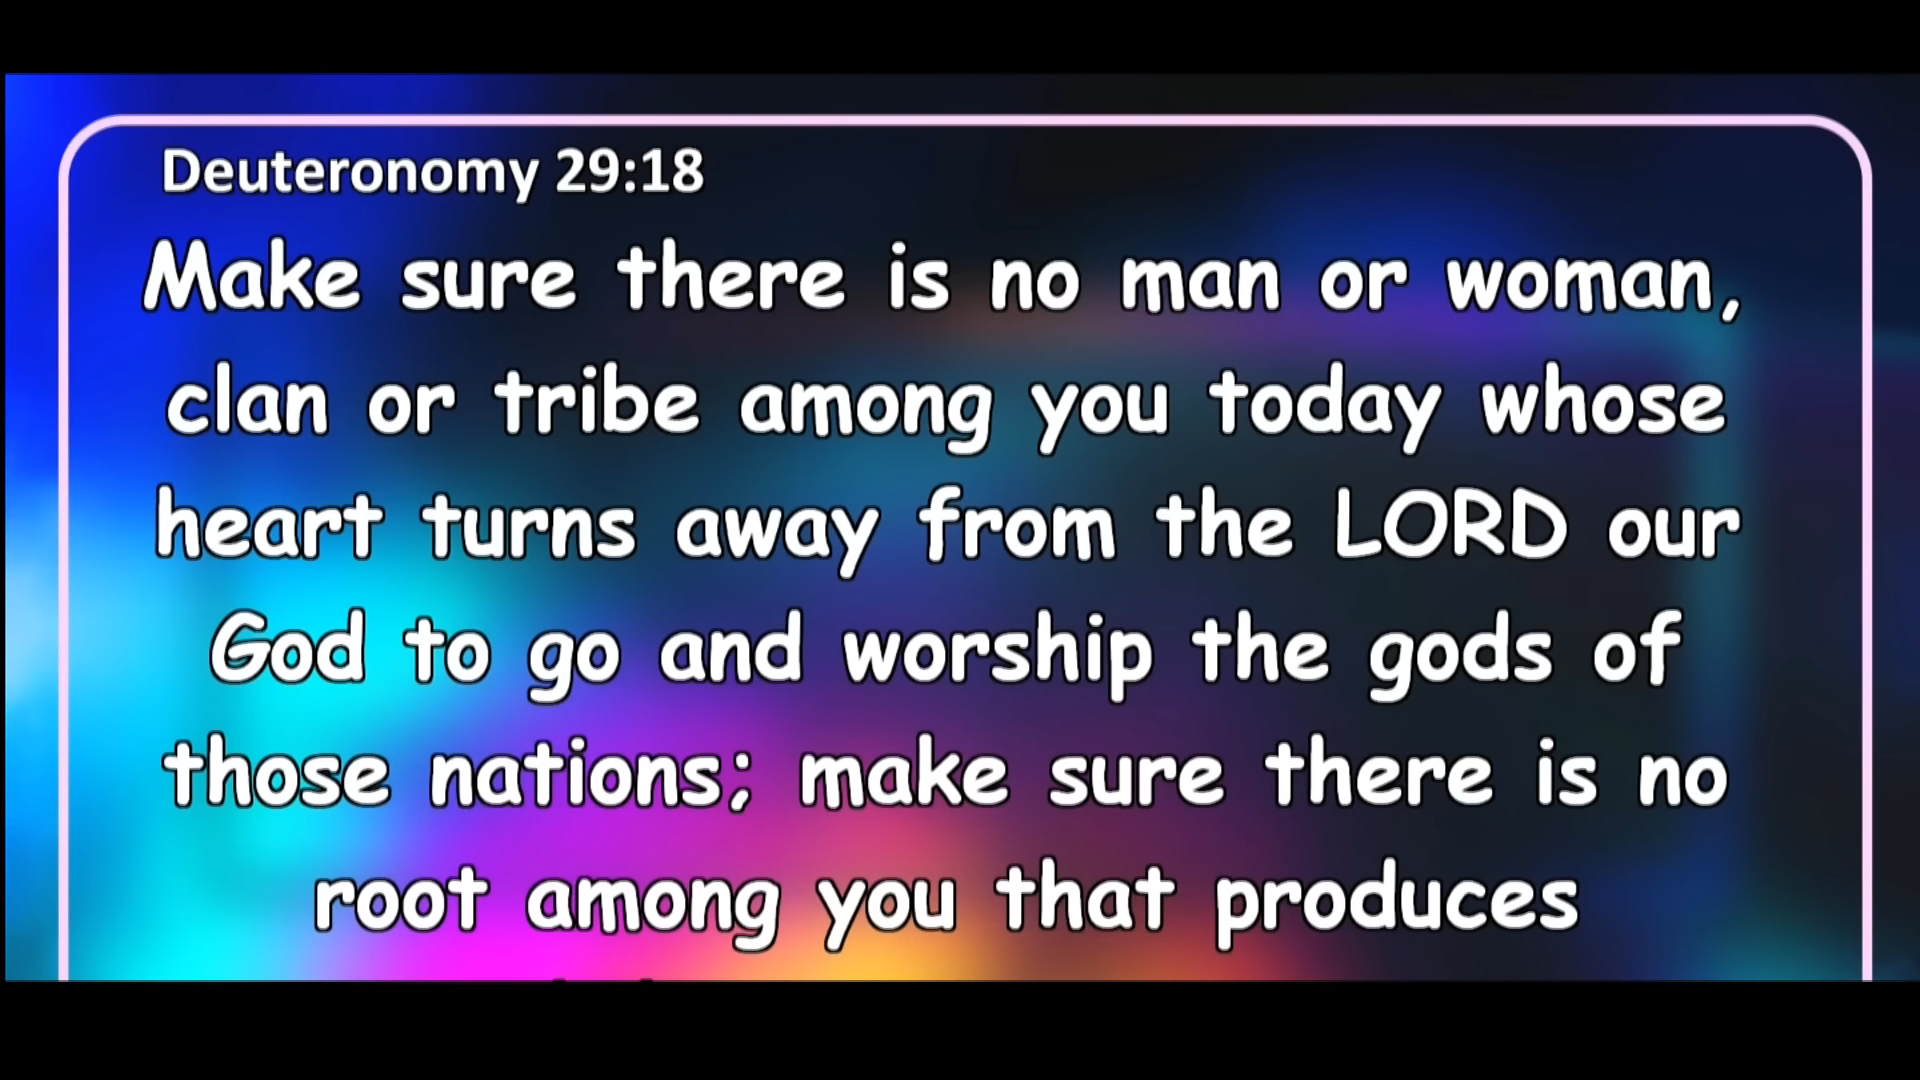 Deuteronomy 29:18
Make sure there is no man or woman,
clan or tribe among you today whose
heart turns away from the LORD our
God to go and worship the gods of
those nations; make sure there is no
root among you that produces